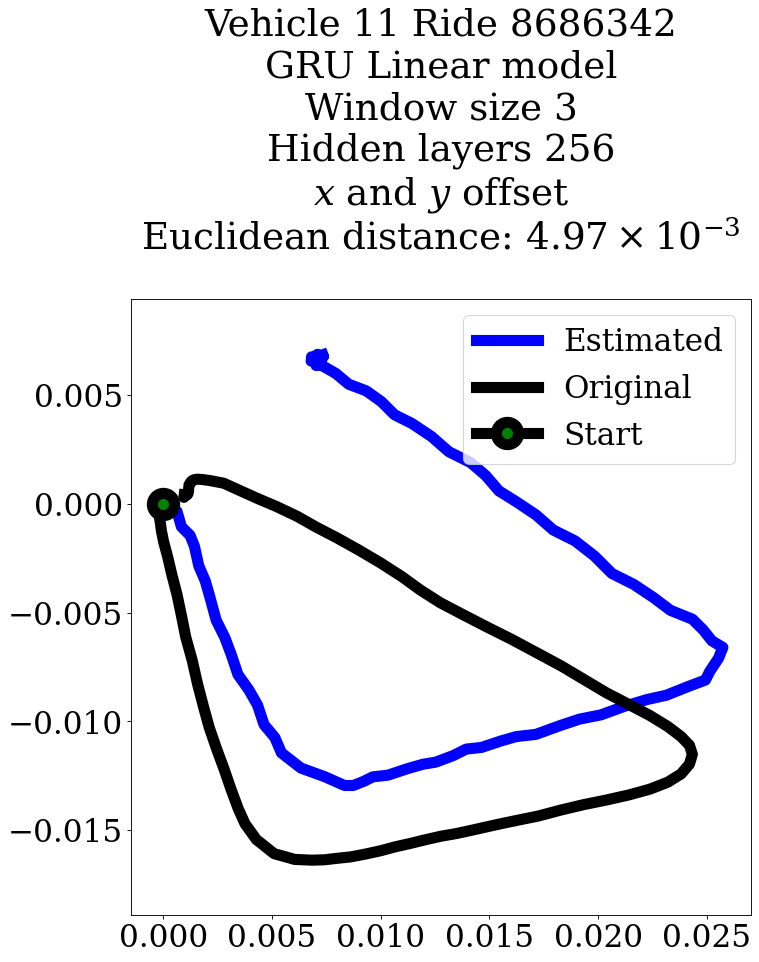 Vehicle 11 Ride 8686342
GRU Linear model
Window size 3
Hidden layers 256
x and y offset
Euclidean distance: 4.97 × 10⁻³
Estimated
Original
Start
0.005
0.000
−0.005
−0.010
−0.015
0.000 0.005 0.010 0.015 0.020 0.025